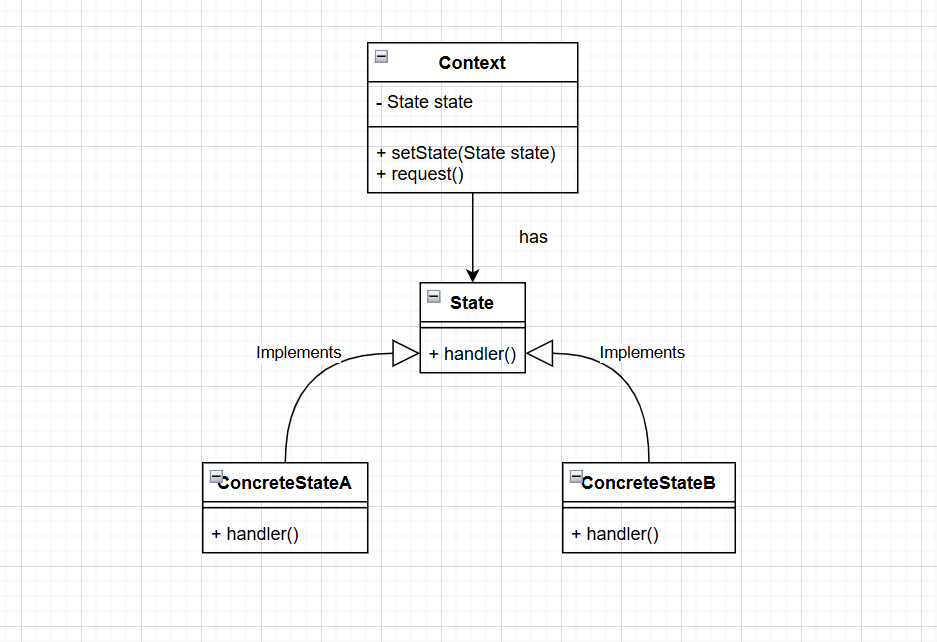 Context
- State state
+ setState(State state)
+ request()
has
State
+ handler()
Implements
Implements
ConcreteStateA
+ handler()
ConcreteStateB
+ handler()